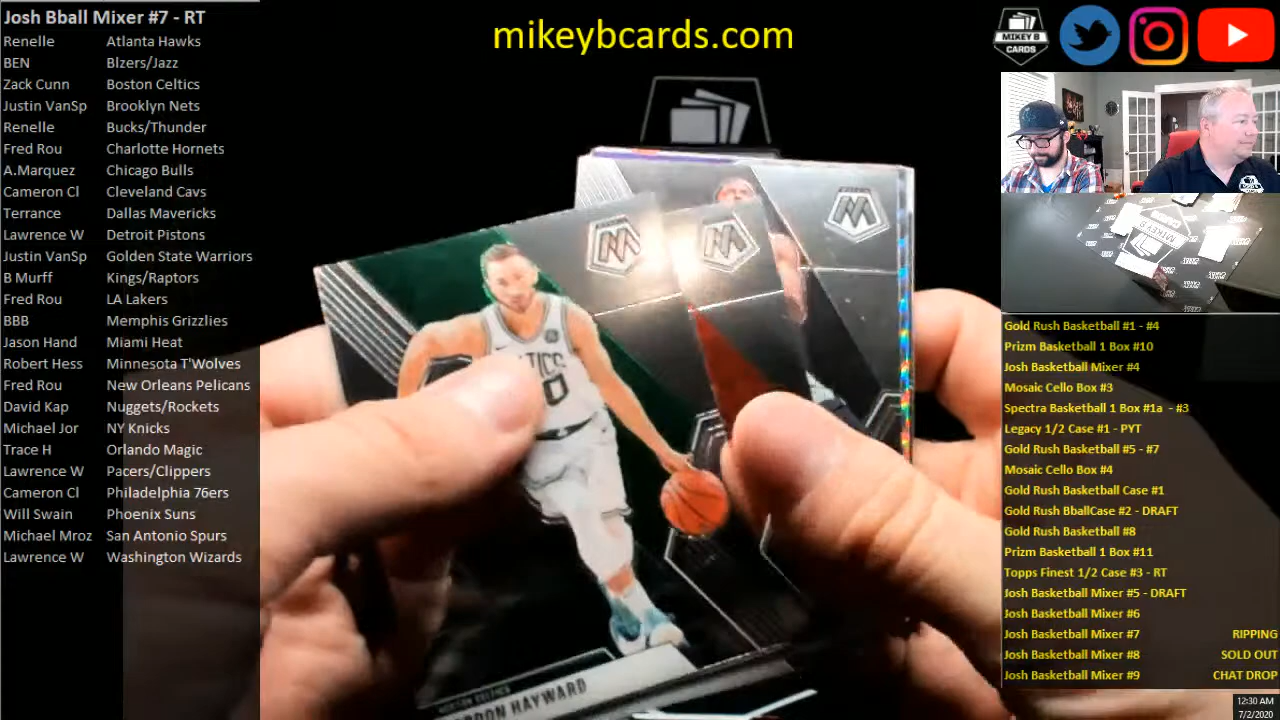 Josh Bball Mixer #7 - RT
Renelle Atlanta Hawks
BEN Blzers/Jazz
Zack Cunn Boston Celtics
Justin VanSp Brooklyn Nets
Renelle Bucks/Thunder
Fred Rou Charlotte Hornets
A.Marquez Chicago Bulls
Cameron Cl Cleveland Cavs
Terrance Dallas Mavericks
Lawrence W Detroit Pistons
Justin VanSp Golden State Warriors
B Murff Kings/Raptors
Fred Rou LA Lakers
BBB Memphis Grizzlies
Jason Hand Miami Heat
Robert Hess Minnesota T'Wolves
Fred Rou New Orleans Pelicans
David Kap Nuggets/Rockets
Michael Jor NY Knicks
Trace H Orlando Magic
Lawrence W Pacers/Clippers
Cameron Cl Philadelphia 76ers
Will Swain Phoenix Suns
Michael Mroz San Antonio Spurs
Lawrence W Washington Wizards
mikeybcards.com
MIKEY B
CARDS
HAYWARD
MIKEY B
Gold Rush Basketball #1 - #4
Prizm Basketball 1 Box #10
Josh Basketball Mixer #4
Mosaic Cello Box #3
Spectra Basketball 1 Box #1a - #3
Legacy 1/2 Case #1 - PYT
Gold Rush Basketball #5 - #7
Mosaic Cello Box #4
Gold Rush Basketball Case #1
Gold Rush BballCase #2 - DRAFT
Gold Rush Basketball #8
Prizm Basketball 1 Box #11
Topps Finest 1/2 Case #3 - RT
Josh Basketball Mixer #5 - DRAFT
Josh Basketball Mixer #6
Josh Basketball Mixer #7 RIPPING
Josh Basketball Mixer #8 SOLD OUT
Josh Basketball Mixer #9 CHAT DROP
12:30 AM
7/2/2020